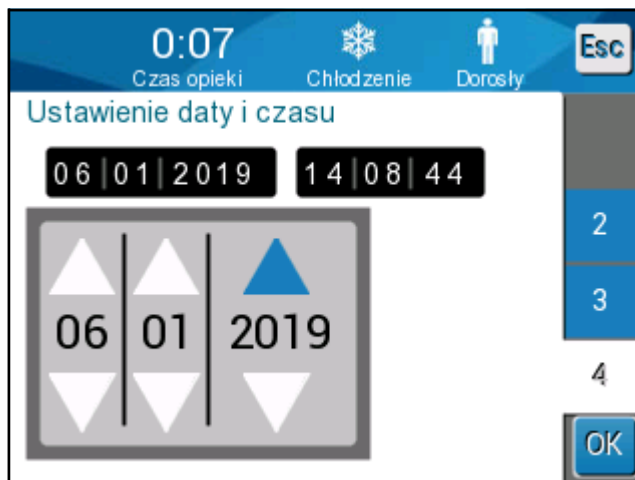 0:07
Czas opieki
Chłodzenie
Dorosły
Esc
Ustawienie daty i czasu
06|01|2019
14|08|44
06
01
2019
2
3
4
OK